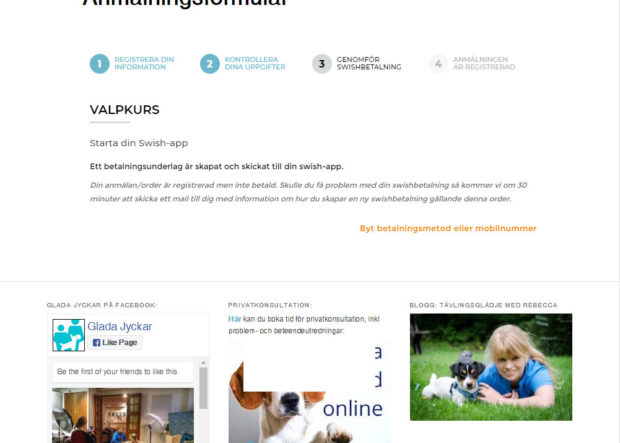 Anmälningsformulär
1 REGISTRERA DIN
INFORMATION
2 KONTROLLERA
DINA UPPGIFTER
3 GENOMFÖR
SWISHBETALNING
4 ANMÄLNINGEN
ÄR REGISTRERAD
VALPKURS
Starta din Swish-app
Ett betalningsunderlag är skapat och skickat till din swish-app.
Din anmälan/order är registrerad men inte betald. Skulle du få problem med din swishbetalning så kommer vi om 30
minuter att skicka ett mail till dig med information om hur du skapar en ny swishbetalning gällande denna order.
Byt betalningsmetod eller mobilnummer
GLADA JYCKAR PÅ FACEBOOK:
Glada Jyckar
Like Page
Be the first of your friends to like this
PRIVATKONSULTATION:
Här kan du boka tid för privatkonsultation, inkl
problem- och beteendeutredningar:
a
d
online
BLOGG: TÄVLINGSGLÄDJE MED REBECCA